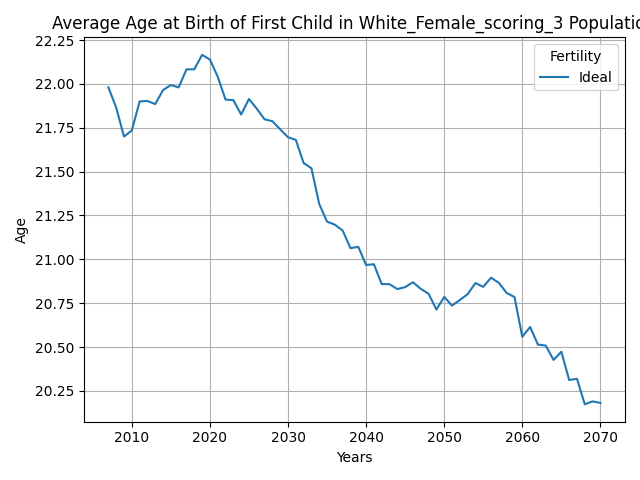 Average Age at Birth of First Child in White_Female_scoring_3 Populatio
22.25
22.00
21.75
21.50
21.25
21.00
20.75
20.50
20.25
Age
Fertility
Ideal
2010 2020 2030 2040 2050 2060 2070
Years